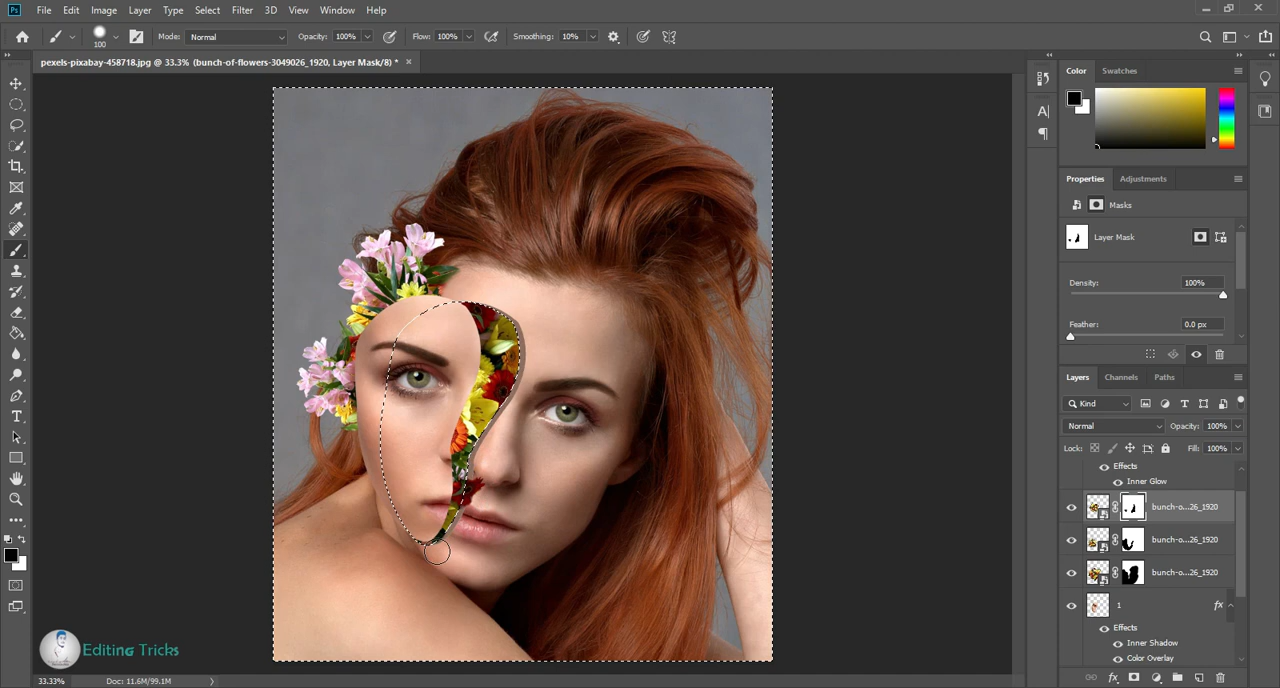 Ps File Edit Image Layer Type Select Filter 3D View Window Help
100 Mode: Normal Opacity: 100% Flow: 100% Smoothing: 10%
pexels-pixabay-458718.jpg @ 33.3% (bunch-of-flowers-3049026_1920, Layer Mask/8) * ×
Color Swatches
Properties Adjustments
Masks
Layer Mask
Density: 100%
Feather: 0.0 px
Layers Channels Paths
Kind
Normal Opacity: 100%
Lock: Fill: 100%
Effects
Inner Glow
bunch-o...26_1920
bunch-o...26_1920
bunch-o...26_1920
1 fx
Effects
Inner Shadow
Color Overlay
Editing Tricks
33.33% Doc: 11.6M/99.1M